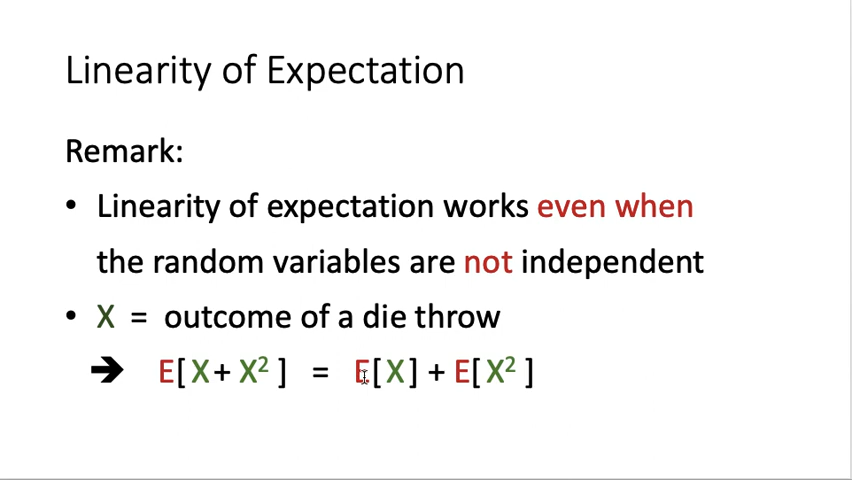 Linearity of Expectation
Remark:
• Linearity of expectation works even when
the random variables are not independent
• X = outcome of a die throw
➔ E[ X + X² ] = E[ X ] + E[ X² ]